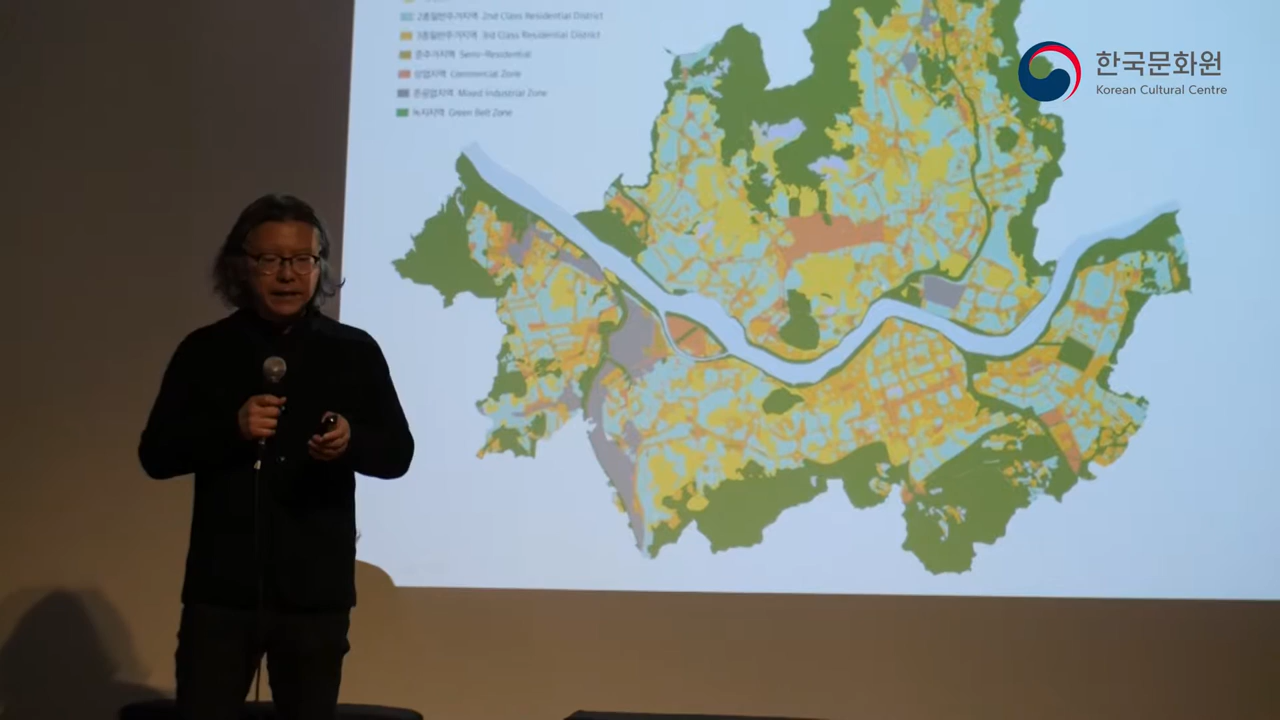 2종일반주거지역 2nd Class Residential District
3종일반주거지역 3rd Class Residential District
준주거지역 Semi-Residential
상업지역 Commercial Zone
준공업지역 Mixed Industrial Zone
녹지지역 Green Belt Zone
한국문화원
Korean Cultural Centre